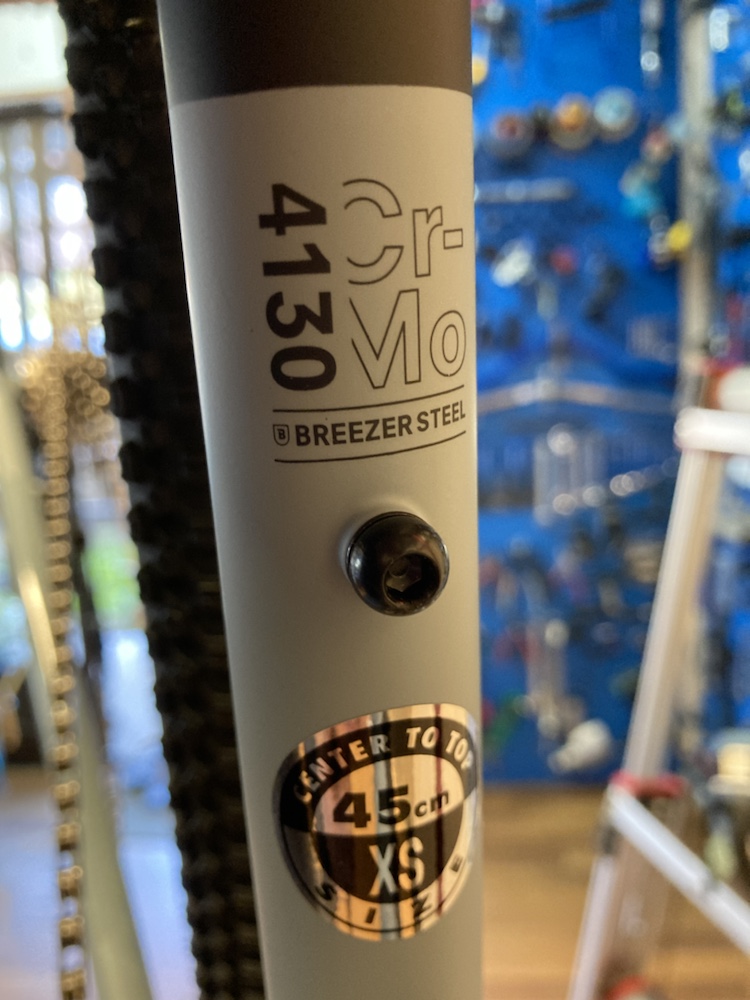 4130
Cr-
Mo
B BREEZER STEEL
CENTER TO TOP
45cm
XS
SIZE